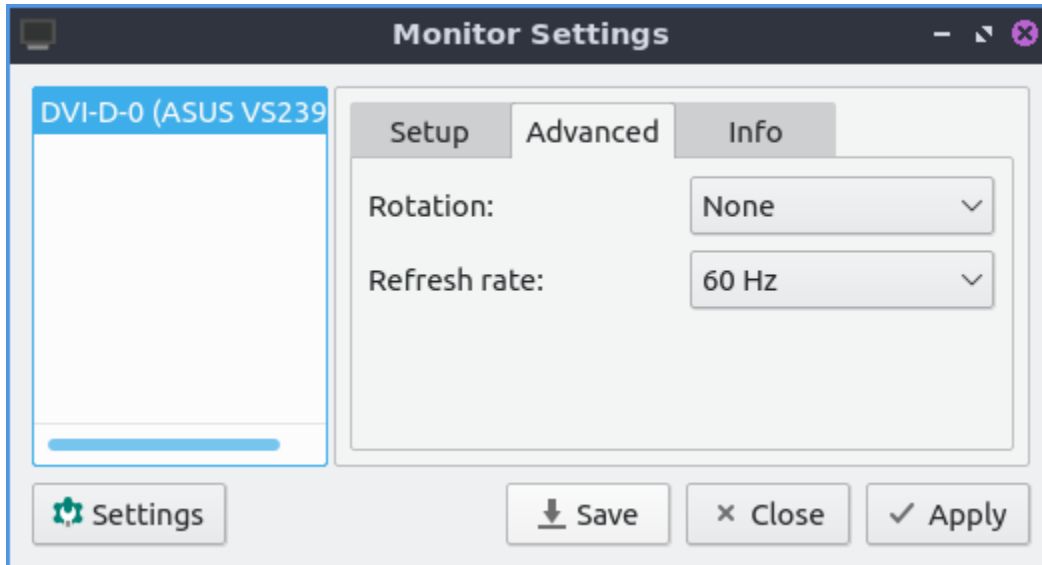 Monitor Settings
DVI-D-0 (ASUS VS239
Setup Advanced Info
Rotation: None
Refresh rate: 60 Hz
Settings Save Close Apply